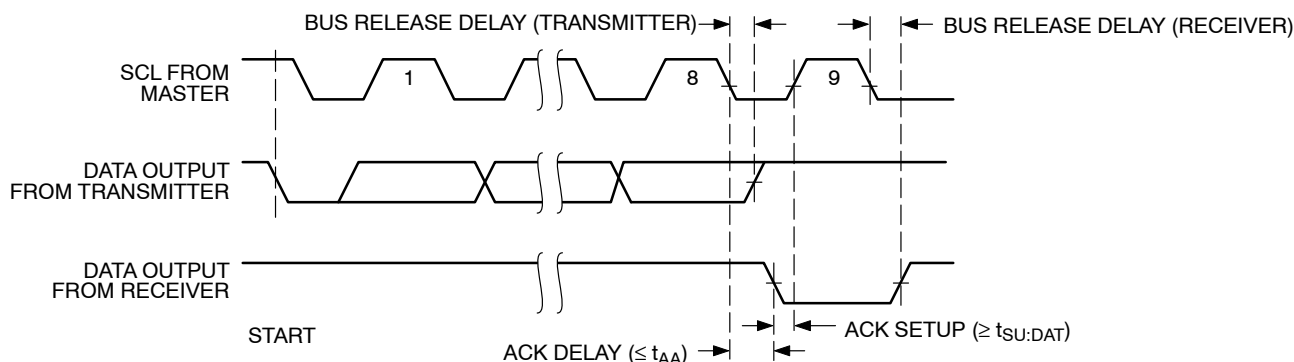 BUS RELEASE DELAY (TRANSMITTER)
BUS RELEASE DELAY (RECEIVER)
SCL FROM
MASTER
1
8
9
DATA OUTPUT
FROM TRANSMITTER
DATA OUTPUT
FROM RECEIVER
START
ACK SETUP (≥ tSU:DAT)
ACK DELAY (≤ tAA)